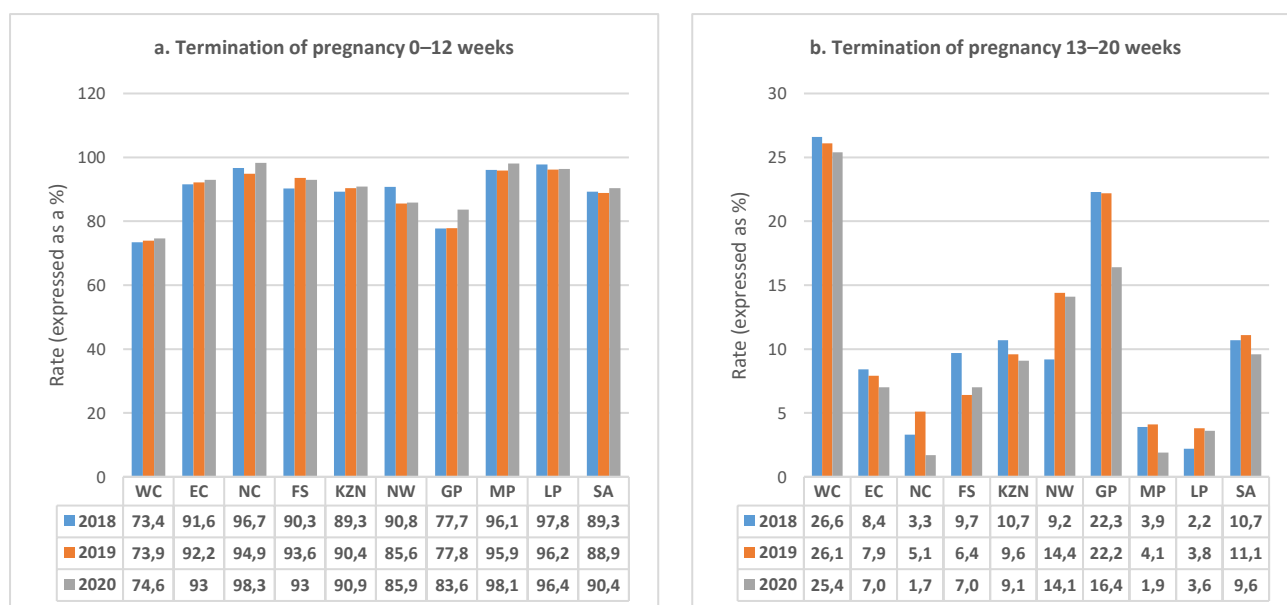 a. Termination of pregnancy 0–12 weeks
Rate (expressed as a %)
120
100
80
60
40
20
0
WC EC NC FS KZN NW GP MP LP SA
2018 73,4 91,6 96,7 90,3 89,3 90,8 77,7 96,1 97,8 89,3
2019 73,9 92,2 94,9 93,6 90,4 85,6 77,8 95,9 96,2 88,9
2020 74,6 93 98,3 93 90,9 85,9 83,6 98,1 96,4 90,4
b. Termination of pregnancy 13–20 weeks
Rate (expressed as %)
30
25
20
15
10
5
0
WC EC NC FS KZN NW GP MP LP SA
2018 26,6 8,4 3,3 9,7 10,7 9,2 22,3 3,9 2,2 10,7
2019 26,1 7,9 5,1 6,4 9,6 14,4 22,2 4,1 3,8 11,1
2020 25,4 7,0 1,7 7,0 9,1 14,1 16,4 1,9 3,6 9,6